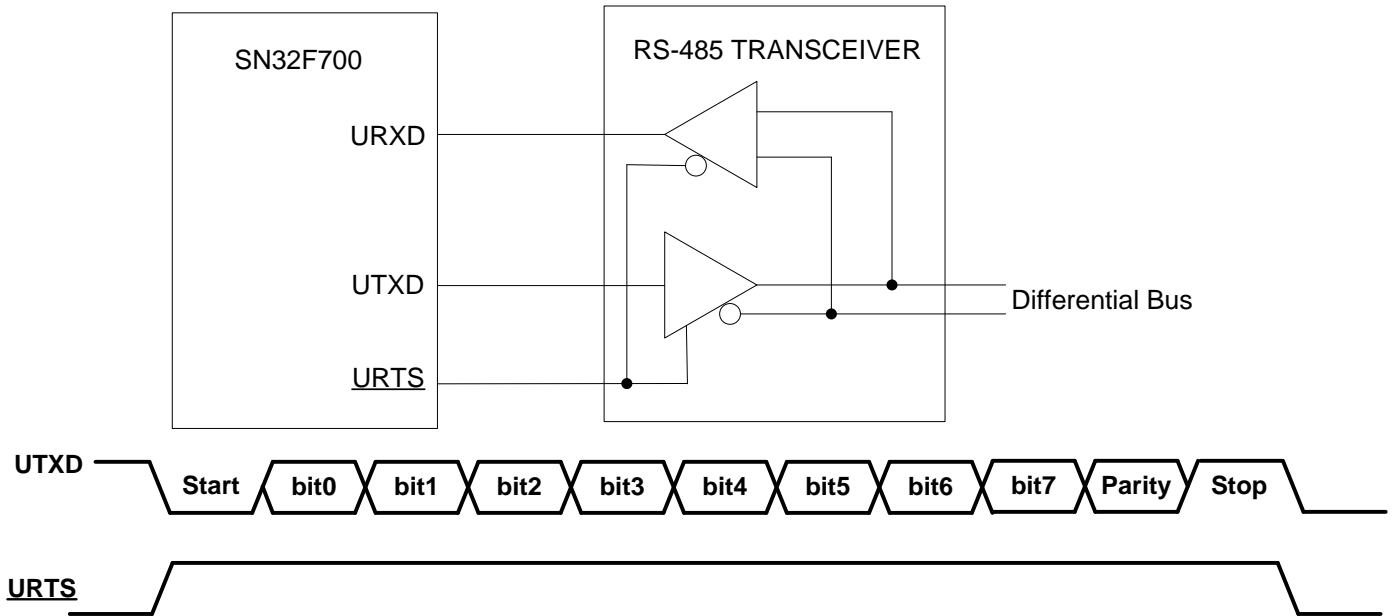 SN32F700
RS-485 TRANSCEIVER
URXD
UTXD
URTS
Differential Bus
UTXD Start bit0 bit1 bit2 bit3 bit4 bit5 bit6 bit7 Parity Stop
URTS